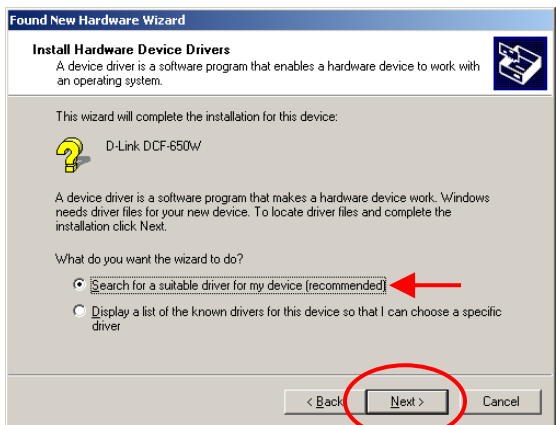 Found New Hardware Wizard
Install Hardware Device Drivers
A device driver is a software program that enables a hardware device to work with
an operating system.
This wizard will complete the installation for this device:
D-Link DCF-650W
A device driver is a software program that makes a hardware device work. Windows
needs driver files for your new device. To locate driver files and complete the
installation click Next.
What do you want the wizard to do?
Search for a suitable driver for my device (recommended)
Display a list of the known drivers for this device so that I can choose a specific
driver
< Back
Next >
Cancel